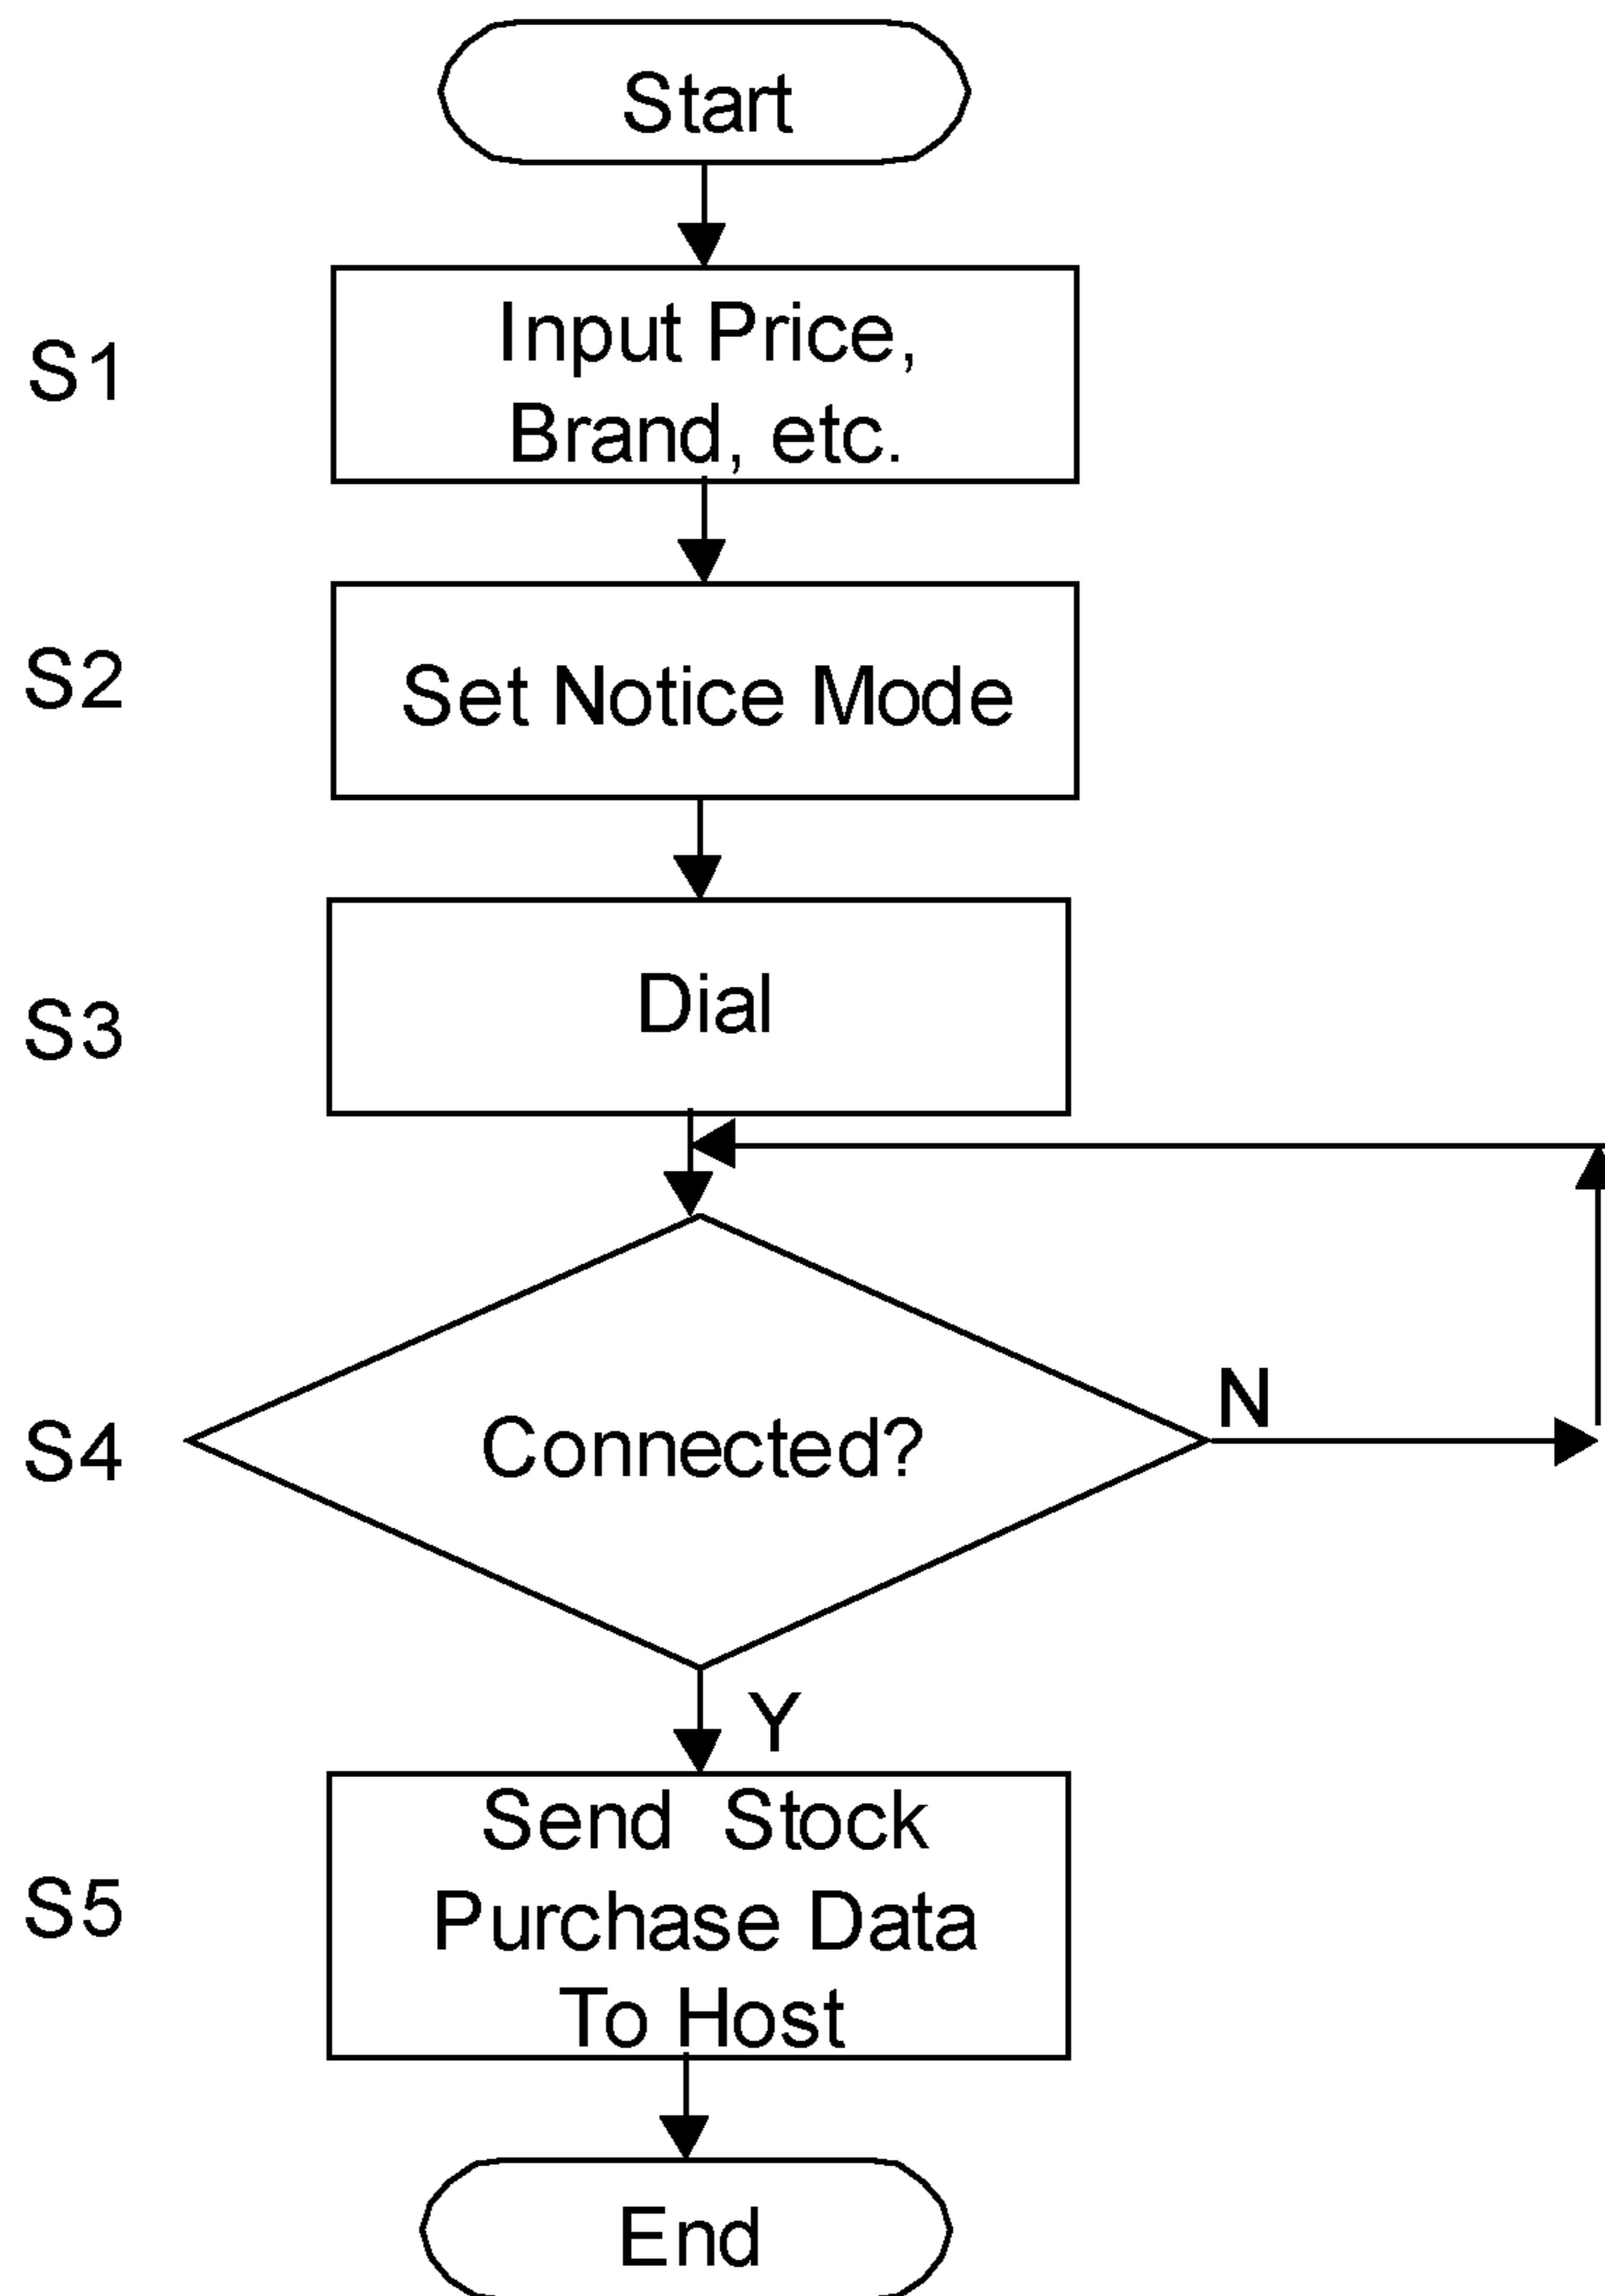 Start
S1
Input Price,
Brand, etc.
S2
Set Notice Mode
S3
Dial
S4
Connected?
N
Y
S5
Send Stock
Purchase Data
To Host
End